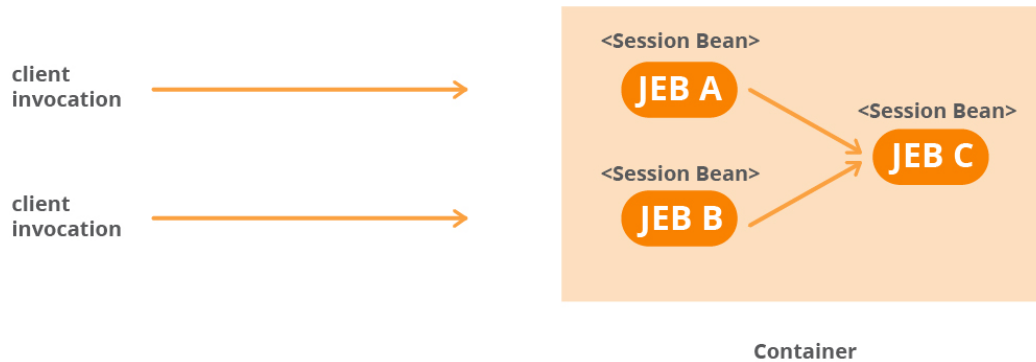 client
invocation
<Session Bean>
JEB A
<Session Bean>
JEB C
client
invocation
<Session Bean>
JEB B
Container